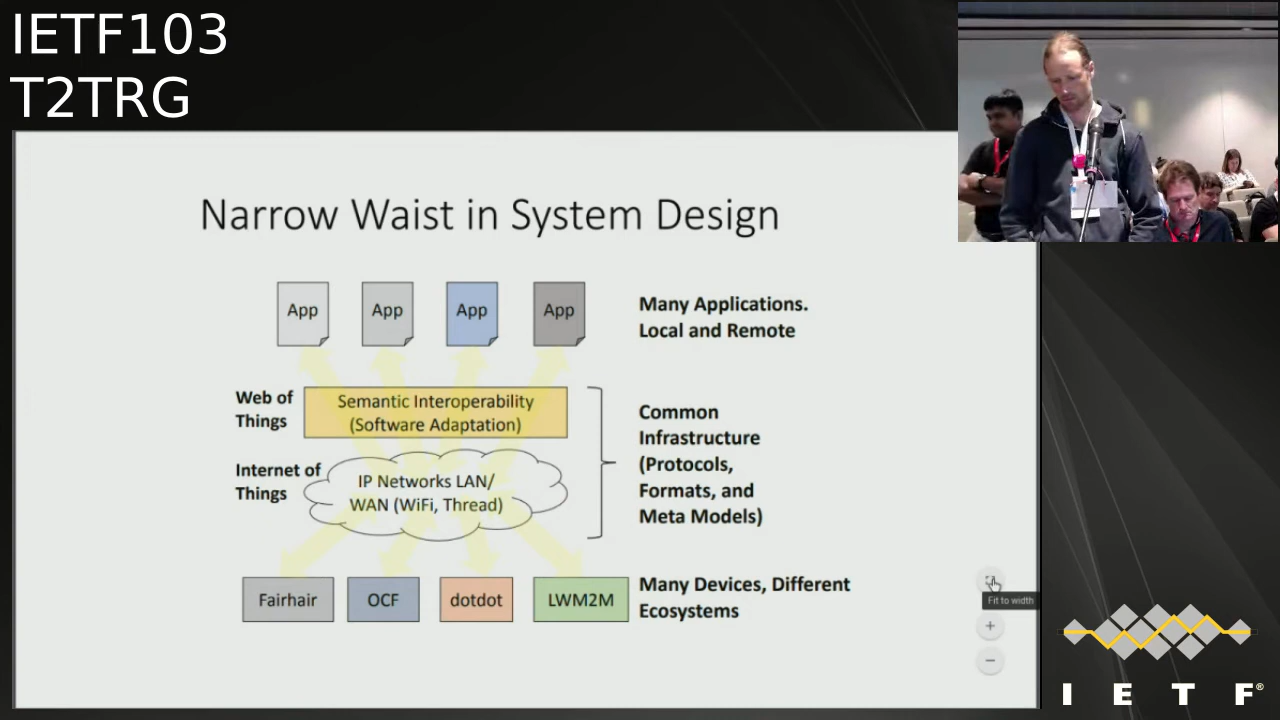 IETF103
T2TRG
Narrow Waist in System Design
App
App
App
App
Many Applications.
Local and Remote
Web of
Things
Semantic Interoperability
(Software Adaptation)
Internet of
Things
IP Networks LAN/
WAN (WiFi, Thread)
Common
Infrastructure
(Protocols,
Formats, and
Meta Models)
Fairhair
OCF
dotdot
LWM2M
Many Devices, Different
Ecosystems
Fit to width
+
−
I E T F®